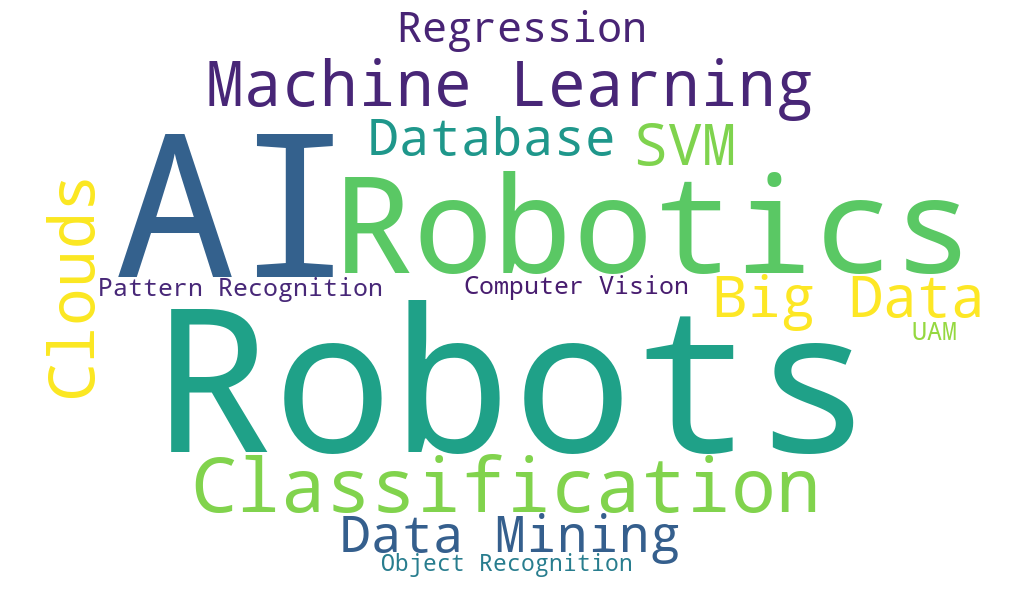 Regression
Machine Learning
Database
SVM
AI
Robotics
Clouds
Pattern Recognition
Computer Vision
Big Data
UAM
Robots
Classification
Data Mining
Object Recognition